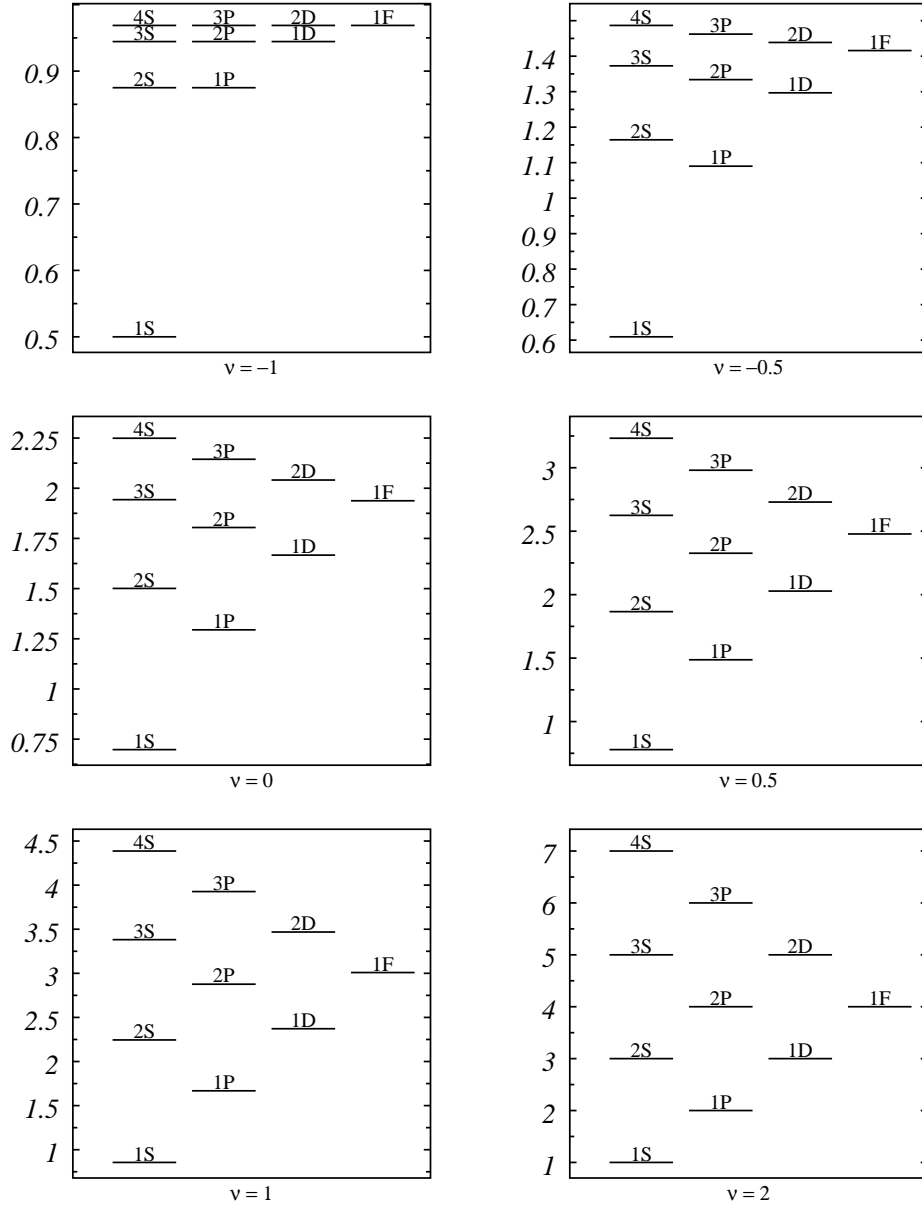 4S 3P 2D 1F
3S 2P 1D
0.9
2S 1P
0.8
0.7
0.6
1S
0.5
ν = −1
4S 3P 2D 1F
1.4 3S 2P
1.3 1D
1.2 2S
1.1 1P
1
0.9
0.8
0.7
0.6 1S
ν = −0.5
2.25 4S 3P
2D
2 3S 1F
1.75 2P 1D
1.5 2S
1.25 1P
1
0.75 1S
ν = 0
4S
3 3P
2D
2.5 3S 2P 1F
2 2S 1D
1.5 1P
1
1S
ν = 0.5
4.5 4S
4 3P
3.5 3S 2D
3 2P 1F
2.5 2S 1D
2
1.5 1P
1 1S
ν = 1
7 4S
6 3P
5 3S 2D
4 2P 1F
3 2S 1D
2 1P
1 1S
ν = 2